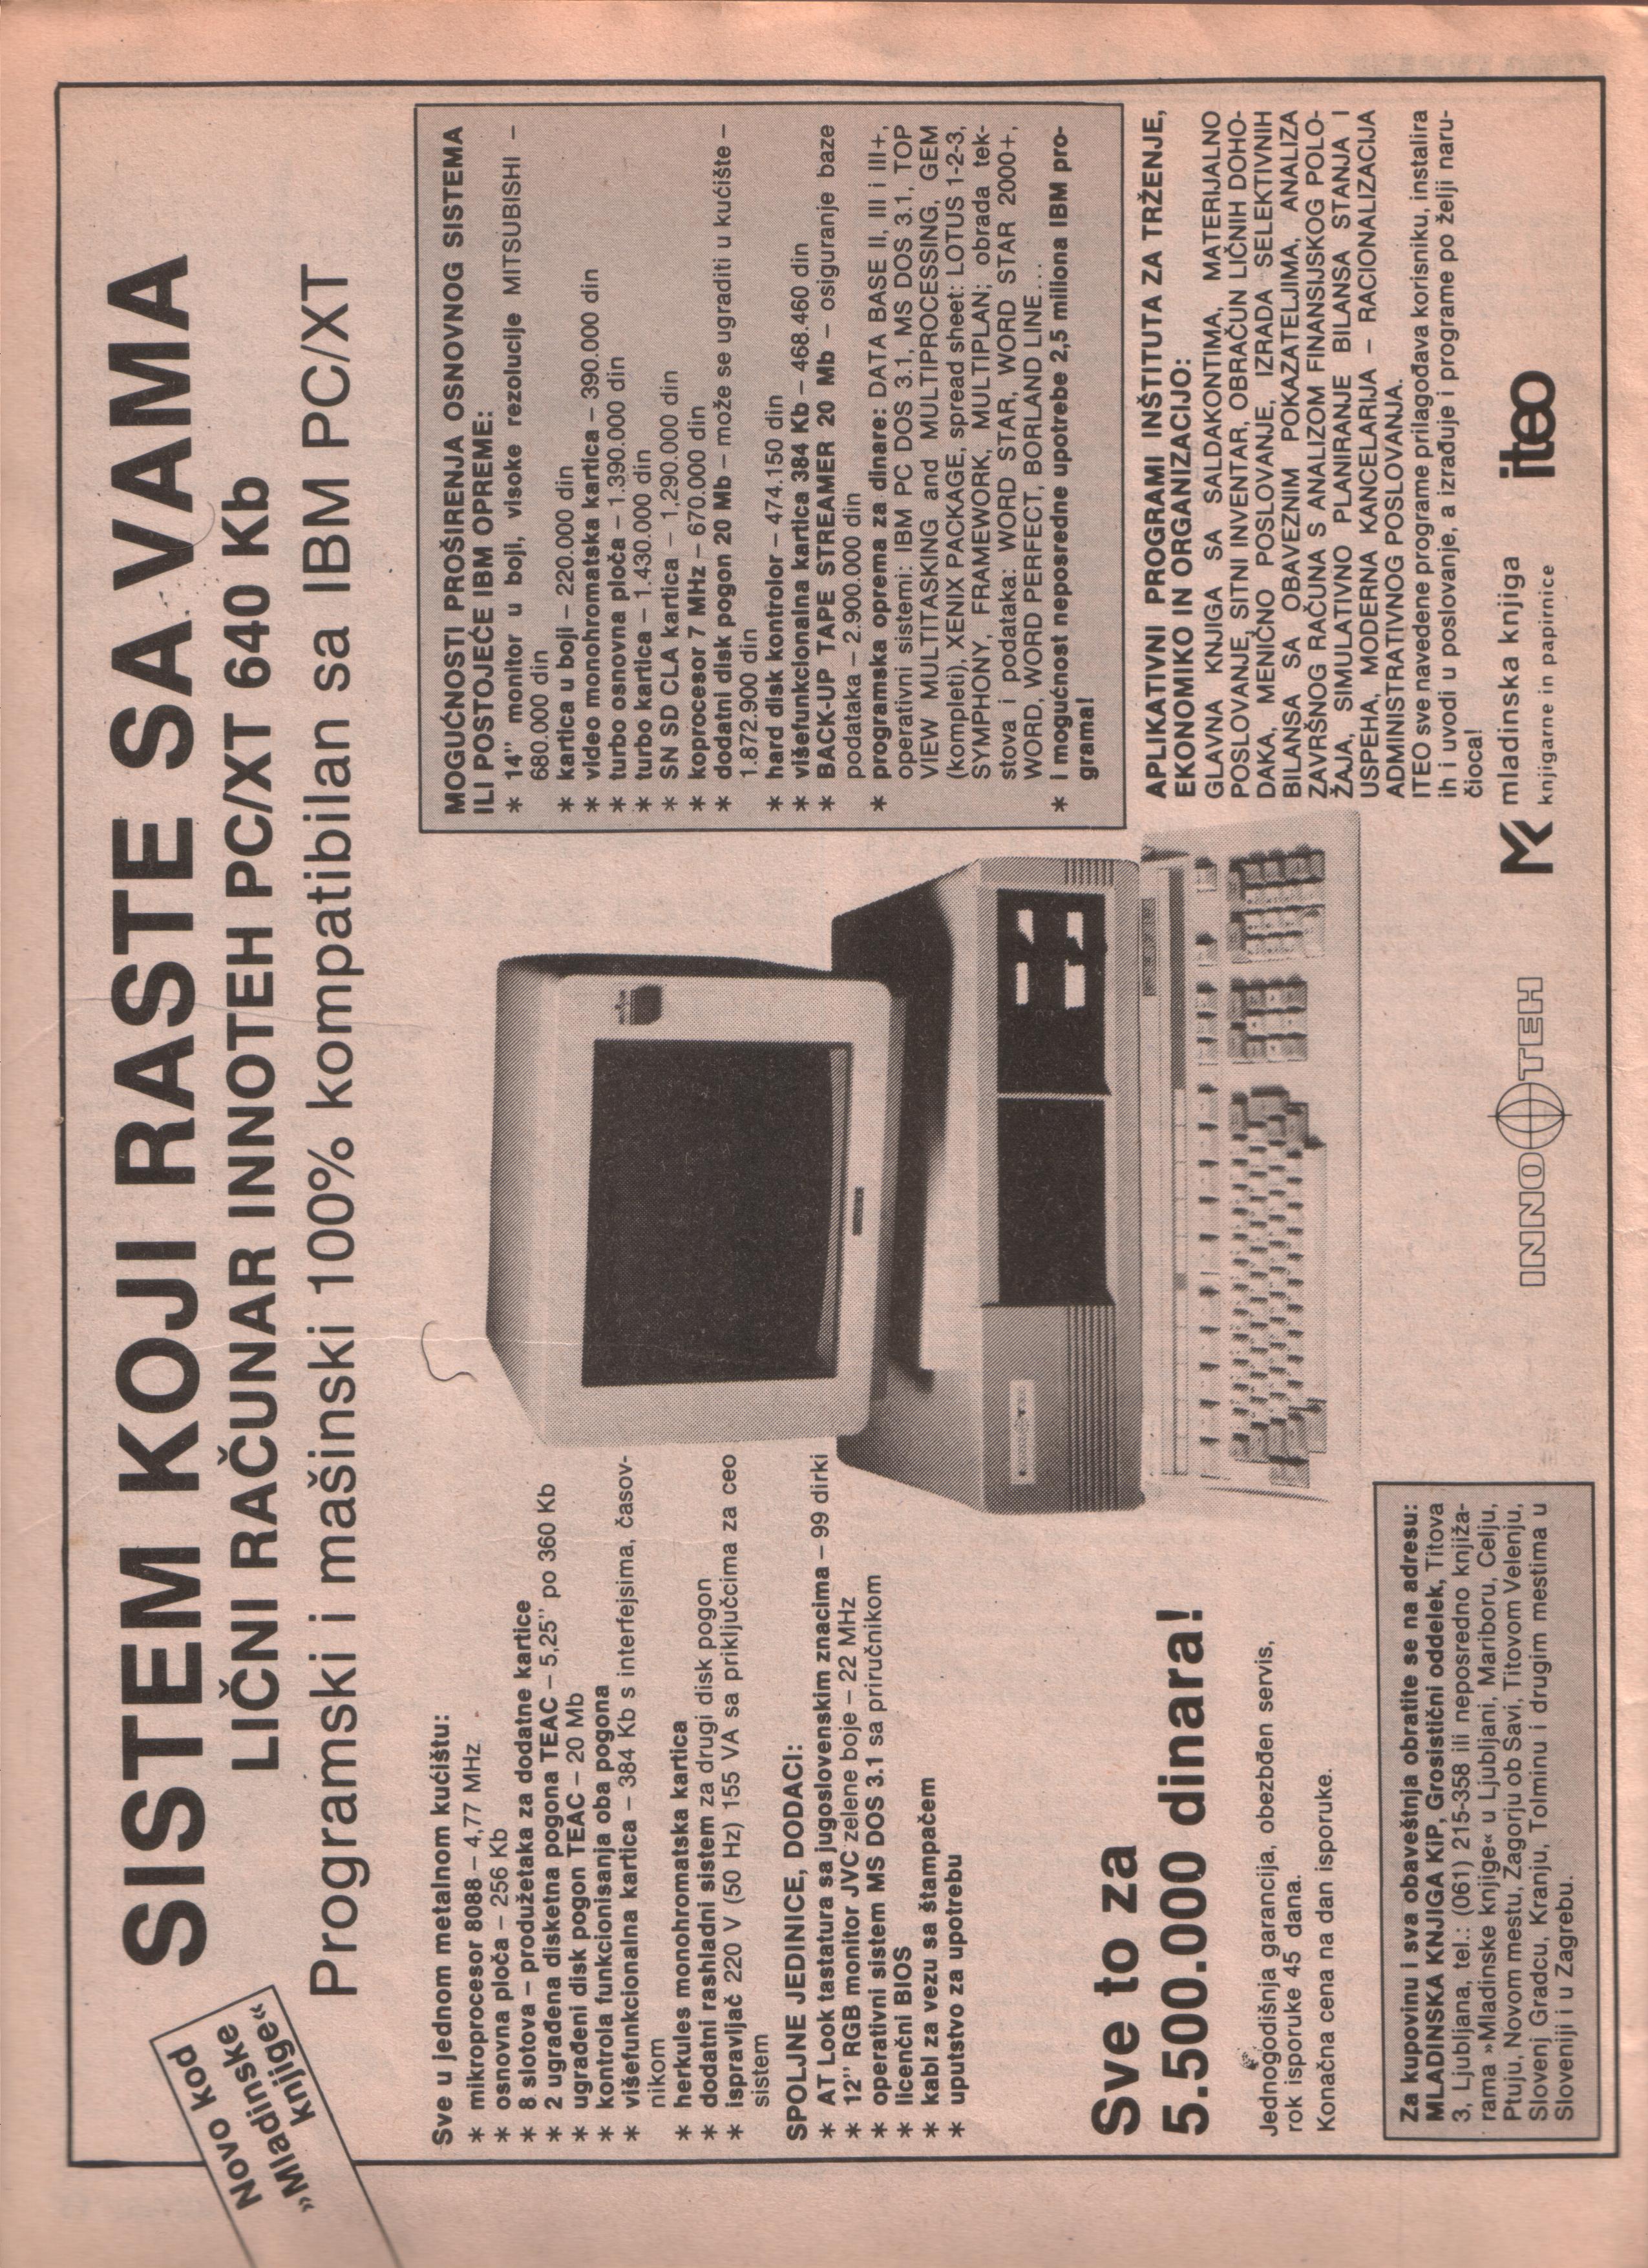 Novo kod
»Mladinske
knjige«
SISTEM KOJI RASTE SA VAMA
LIČNI RAČUNAR INNOTEH PC/XT 640 Kb
Programski i mašinski 100% kompatibilan sa IBM PC/XT
Sve u jednom metalnom kućištu:
* mikroprocesor 8088 – 4,77 MHz
* osnovna ploča – 256 Kb
* 8 slotova – produžetaka za dodatne kartice
* 2 ugrađena disketna pogona TEAC – 5,25” po 360 Kb
* ugrađeni disk pogon TEAC – 20 Mb
* kontrola funkcionisanja oba pogona
* višefunkcionalna kartica – 384 Kb s interfejsima, časov-
nikom
* herkules monohromatska kartica
* dodatni rashladni sistem za drugi disk pogon
* ispravljač 220 V (50 Hz) 155 VA sa priključcima za ceo
sistem
SPOLJNE JEDINICE, DODACI:
* AT Look tastatura sa jugoslovenskim znacima – 99 dirki
* 12” RGB monitor JVC zelene boje – 22 MHz
* operativni sistem MS DOS 3.1 sa priručnikom
* licenčni BIOS
* kabl za vezu sa štampačem
* uputstvo za upotrebu
Sve to za
5.500.000 dinara!
Jednogodišnja garancija, obezbđen servis,
rok isporuke 45 dana.
Konačna cena na dan isporuke.
Za kupovinu i sva obaveštnja obratite se na adresu:
MLADINSKA KNJIGA KiP, Grosistični oddelek, Titova
3, Ljubljana, tel.: (061) 215-358 ili neposredno knjiža-
rama »Mladinske knjige« u Ljubljani, Mariboru, Celju,
Ptuju, Novom mestu, Zagorju ob Savi, Titovom Velenju,
Slovenj Gradcu, Kranju, Tolminu i drugim mestima u
Sloveniji i u Zagrebu.
MOGUĆNOSTI PROŠIRENJA OSNOVNOG SISTEMA
ILI POSTOJEĆE IBM OPREME:
* 14” monitor u boji, visoke rezolucije MITSUBISHI –
680.000 din
* kartica u boji – 220.000 din
* video monohromatska kartica – 390.000 din
* turbo osnovna ploča – 1.390.000 din
* turbo kartica – 1.430.000 din
* SN SD CLA kartica – 1,290.000 din
* koprocesor 7 MHz – 670.000 din
* dodatni disk pogon 20 Mb – može se ugraditi u kućište –
1.872.900 din
* hard disk kontrolor – 474.150 din
* višefunkcionalna kartica 384 Kb – 468.460 din
* BACK-UP TAPE STREAMER 20 Mb – osiguranje baze
podataka – 2.900.000 din
* programska oprema za dinare: DATA BASE II, III i III+,
operativni sistemi: IBM PC DOS 3.1, MS DOS 3.1, TOP
VIEW MULTITASKING and MULTIPROCESSING, GEM
(kompleti), XENIX PACKAGE, spread sheet: LOTUS 1-2-3,
SYMPHONY, FRAMEWORK, MULTIPLAN; obrada tek-
stova i podataka: WORD STAR, WORD STAR 2000+,
WORD, WORD PERFECT, BORLAND LINE...
* i mogućnost neposredne upotrebe 2,5 miliona IBM pro-
grama!
APLIKATIVNI PROGRAMI INŠTITUTA ZA TRŽENJE,
EKONOMIKO IN ORGANIZACIJO:
GLAVNA KNJIGA SA SALDAKONTIMA, MATERIJALNO
POSLOVANJE, SITNI INVENTAR, OBRAČUN LIČNIH DOHO-
DAKA, MENIČNO POSLOVANJE, IZRADA SELEKTIVNIH
BILANSA SA OBAVEZNIM POKAZATELJIMA, ANALIZA
ZAVRŠNOG RAČUNA S ANALIZOM FINANSIJSKOG POLO-
ŽAJA, SIMULATIVNO PLANIRANJE BILANSA STANJA I
USPEHA, MODERNA KANCELARIJA – RACIONALIZACIJA
ADMINISTRATIVNOG POSLOVANJA.
ITEO sve navedene programe prilagođava korisniku, instalira
ih i uvodi u poslovanje, a izrađuje i programe po želji naru-
čioca!
INNO TEH
mladinska knjiga
knjigarne in papirnice
iteo